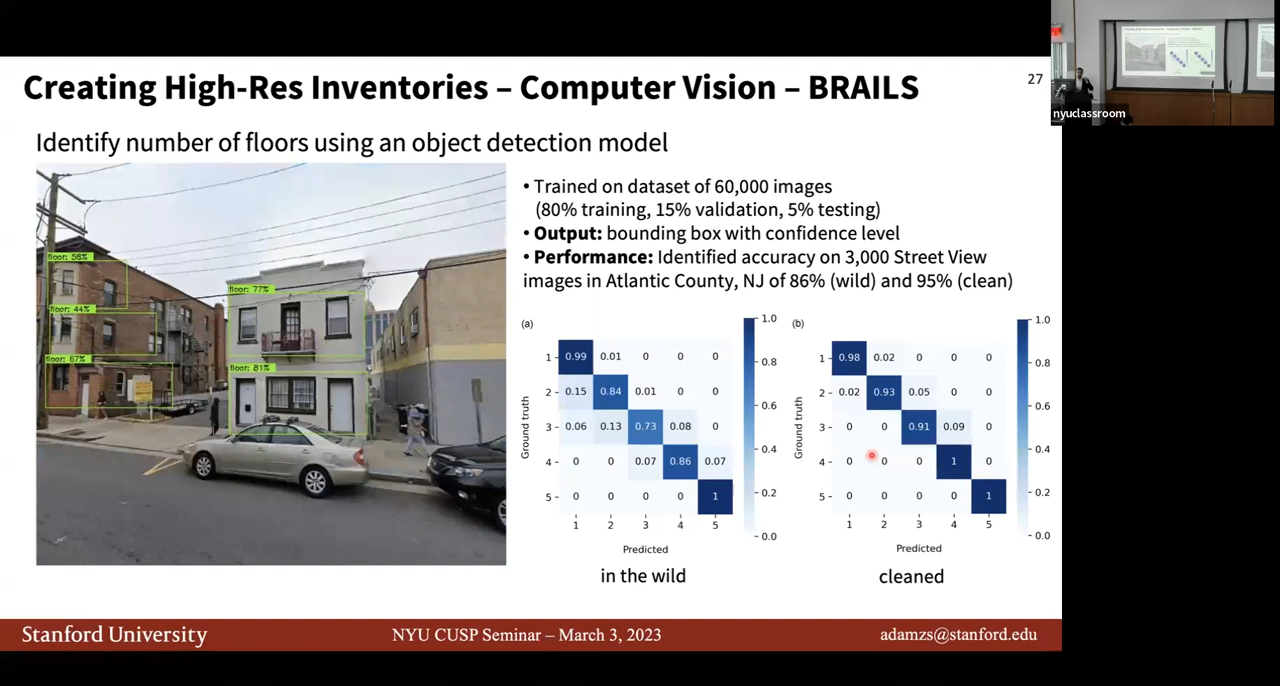 Creating High-Res Inventories – Computer Vision – BRAILS
27
nyuclassroom
Identify number of floors using an object detection model
floor: 58%
floor: 44%
floor: 67%
floor: 77%
floor: 81%
• Trained on dataset of 60,000 images
(80% training, 15% validation, 5% testing)
• Output: bounding box with confidence level
• Performance: Identified accuracy on 3,000 Street View
images in Atlantic County, NJ of 86% (wild) and 95% (clean)
(a)
Ground truth
1 0.99 0.01 0 0 0
2 0.15 0.84 0.01 0 0
3 0.06 0.13 0.73 0.08 0
4 0 0 0.07 0.86 0.07
5 0 0 0 0 1
1 2 3 4 5
Predicted
1.0
0.8
0.6
0.4
0.2
0.0
in the wild
(b)
Ground truth
1 0.98 0.02 0 0 0
2 0.02 0.93 0.05 0 0
3 0 0 0.91 0.09 0
4 0 0 0 1 0
5 0 0 0 0 1
1 2 3 4 5
Predicted
1.0
0.8
0.6
0.4
0.2
0.0
cleaned
Stanford University
NYU CUSP Seminar – March 3, 2023
adamzs@stanford.edu